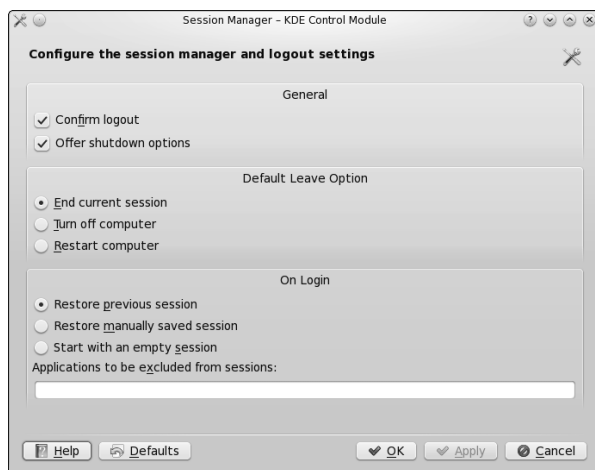 Session Manager – KDE Control Module
Configure the session manager and logout settings
General
Confirm logout
Offer shutdown options
Default Leave Option
End current session
Turn off computer
Restart computer
On Login
Restore previous session
Restore manually saved session
Start with an empty session
Applications to be excluded from sessions:
Help Defaults OK Apply Cancel